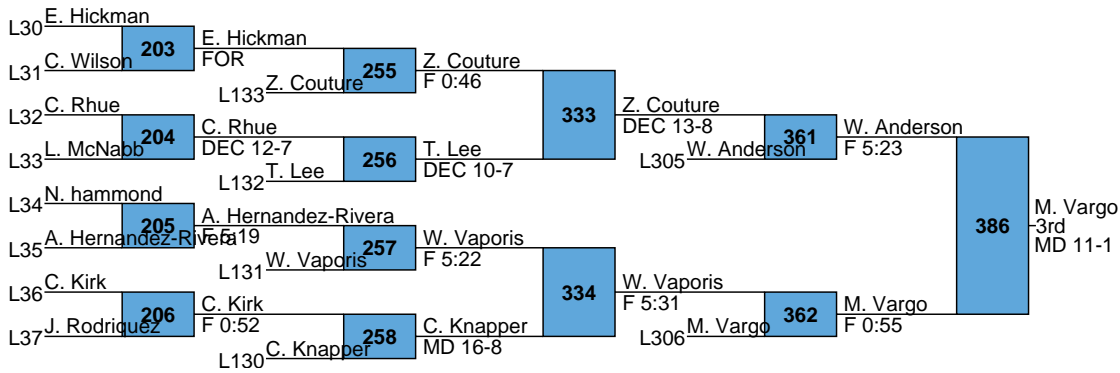 E. Hickman
L30
203
E. Hickman
FOR
C. Wilson
L31
255
Z. Couture
F 0:46
Z. Couture
L133
333
Z. Couture
DEC 13-8
C. Rhue
L32
204
C. Rhue
DEC 12-7
L. McNabb
L33
256
T. Lee
DEC 10-7
T. Lee
L132
361
W. Anderson
F 5:23
W. Anderson
L305
N. hammond
L34
205
A. Hernandez-Rivera
F 5:19
A. Hernandez-Rivera
L35
257
W. Vaporis
F 5:22
W. Vaporis
L131
386
M. Vargo
3rd
MD 11-1
C. Kirk
L36
206
C. Kirk
F 0:52
J. Rodriquez
L37
334
W. Vaporis
F 5:31
258
C. Knapper
MD 16-8
C. Knapper
L130
362
M. Vargo
F 0:55
M. Vargo
L306